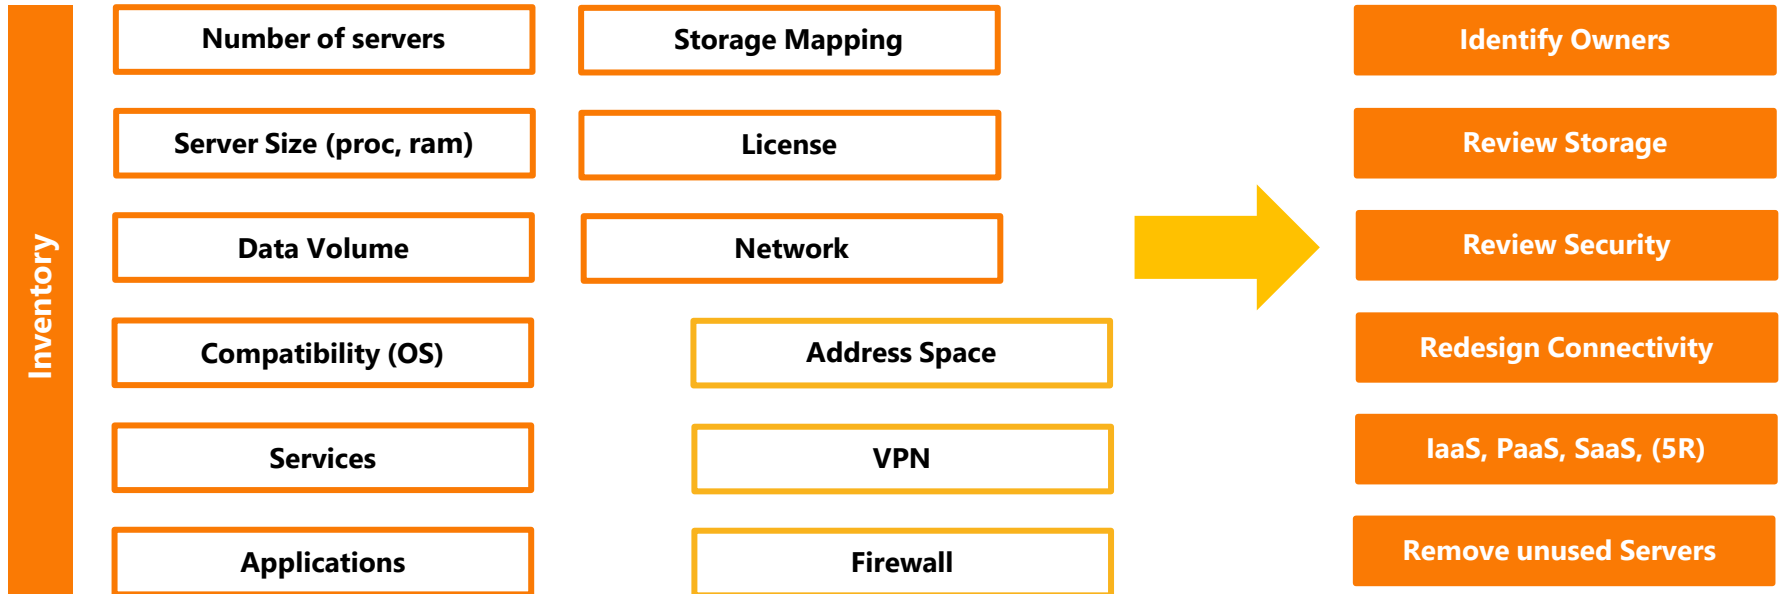 Inventory
Number of servers
Server Size (proc, ram)
Data Volume
Compatibility (OS)
Services
Applications
Storage Mapping
License
Network
Address Space
VPN
Firewall
Identify Owners
Review Storage
Review Security
Redesign Connectivity
IaaS, PaaS, SaaS, (5R)
Remove unused Servers